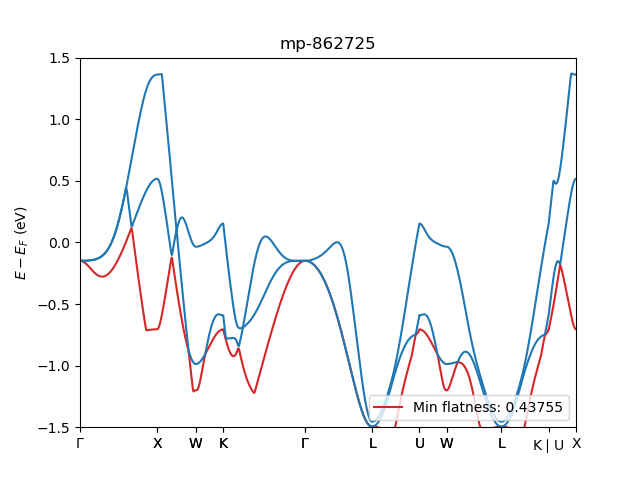 mp-862725
E − E_F (eV)
1.5
1.0
0.5
0.0
−0.5
−1.0
−1.5
Γ X W K Γ L U W L K | U X
Min flatness: 0.43755